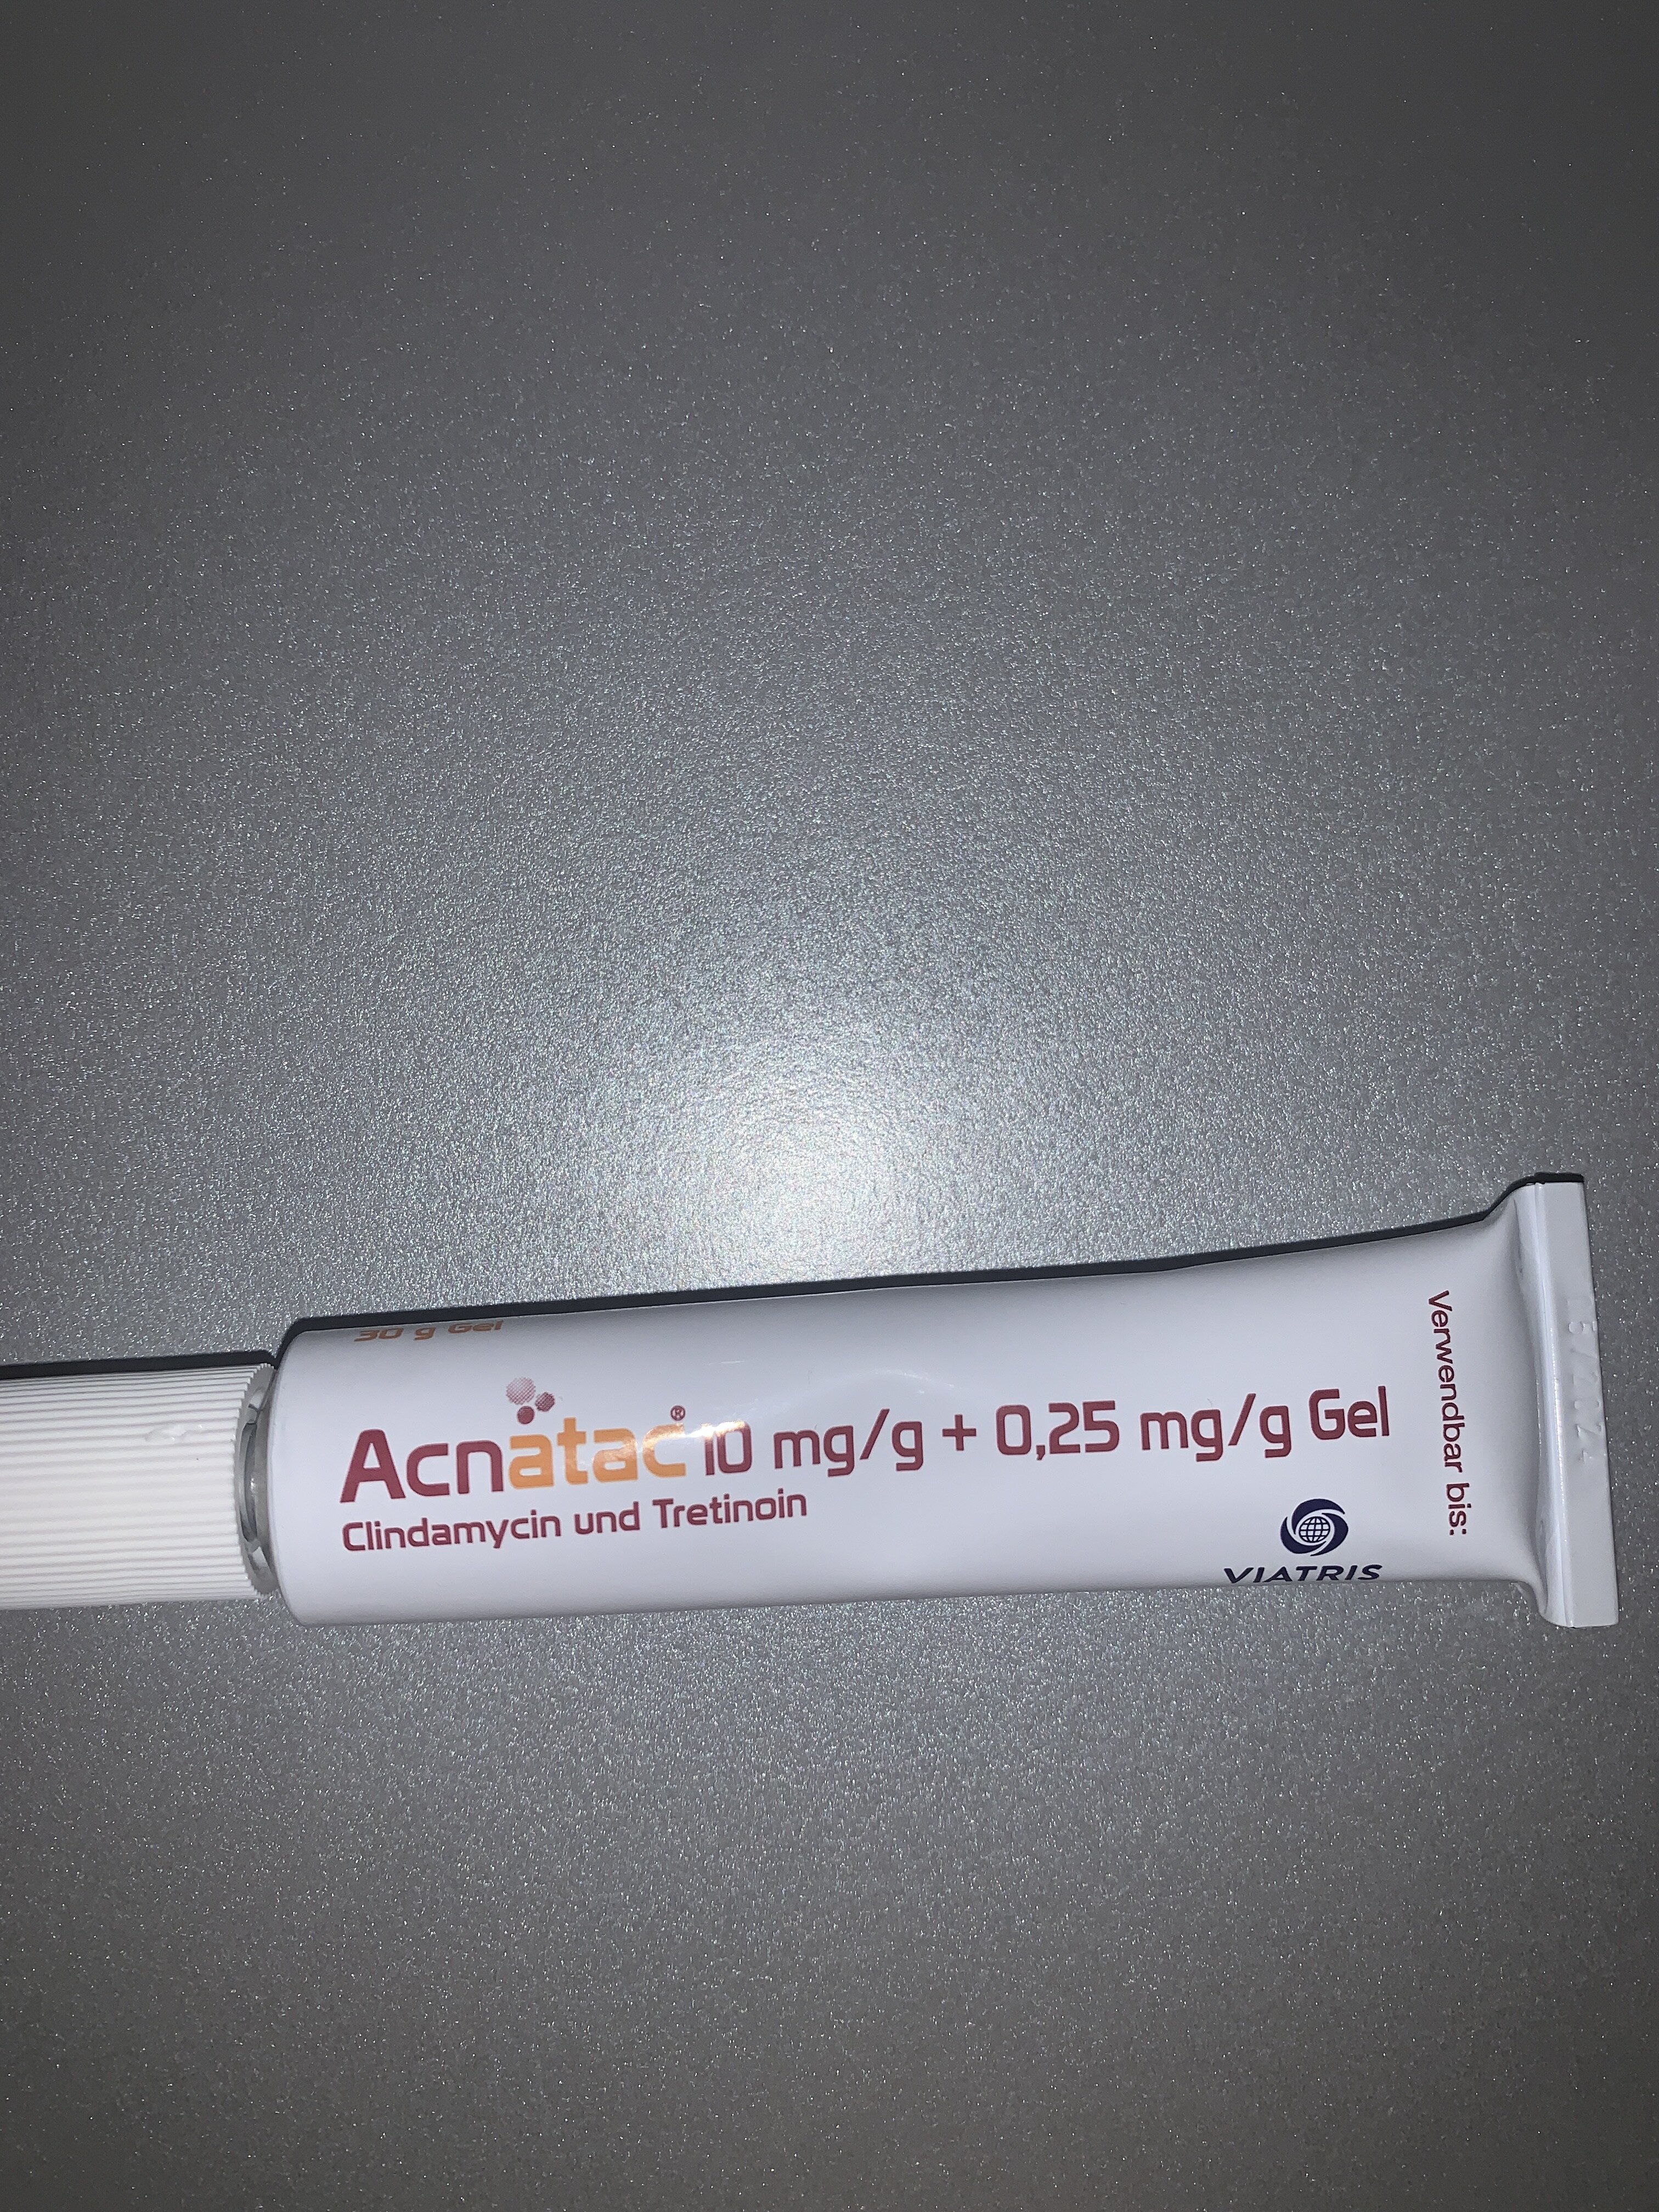 30 g Gel
Acnatac® 10 mg/g + 0,25 mg/g Gel
Clindamycin und Tretinoin
VIATRIS
Verwendbar bis: